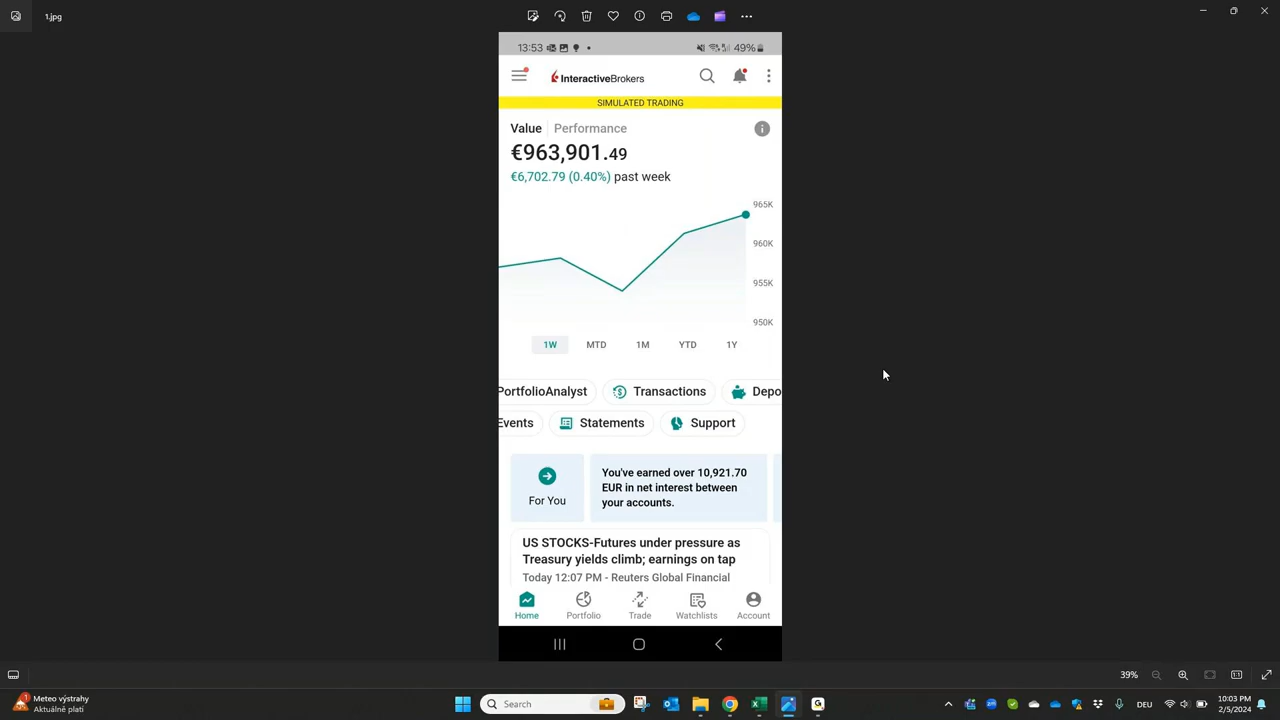 1.jpg
13:53
49%
InteractiveBrokers
SIMULATED TRADING
Value Performance
€963,901.49
€6,702.79 (0.40%) past week
965K
960K
955K
950K
1W MTD 1M YTD 1Y
PortfolioAnalyst Transactions Depo
Events Statements Support
For You
You've earned over 10,921.70
EUR in net interest between
your accounts.
US STOCKS-Futures under pressure as
Treasury yields climb; earnings on tap
Today 12:07 PM - Reuters Global Financial
Home Portfolio Trade Watchlists Account
39%
Meteo výstrahy
Aktuálně platí
Search
DEU
10:03 PM
12/5/2024